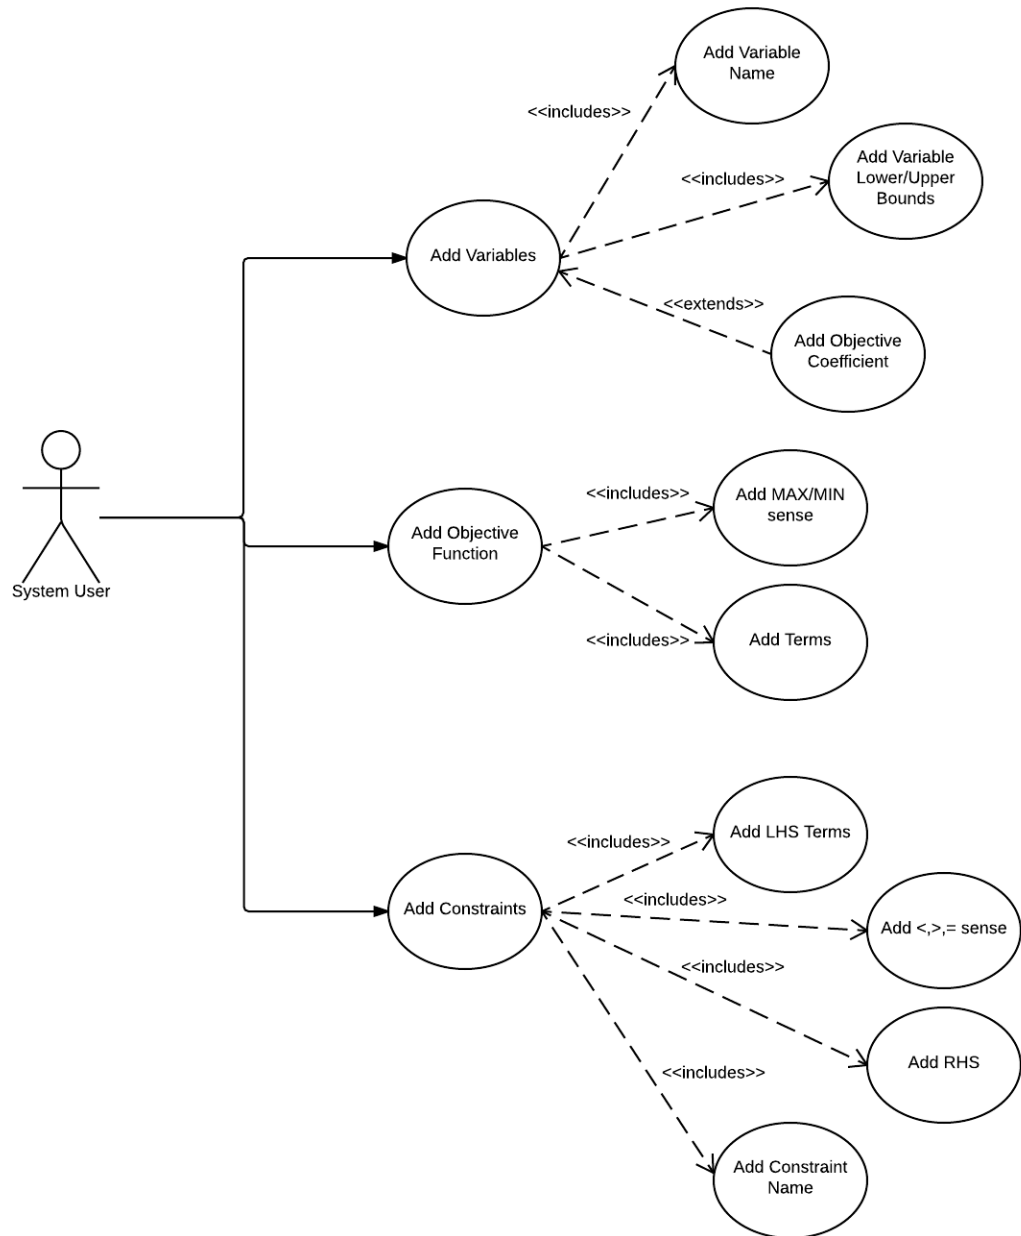 Add Variable
Name
<<includes>>
Add Variable
Lower/Upper
Bounds
<<includes>>
Add Variables
<<extends>>
Add Objective
Coefficient
System User
<<includes>>
Add MAX/MIN
sense
Add Objective
Function
<<includes>>
Add Terms
<<includes>>
Add LHS Terms
<<includes>>
Add Constraints
Add <,>,= sense
<<includes>>
Add RHS
<<includes>>
Add Constraint
Name